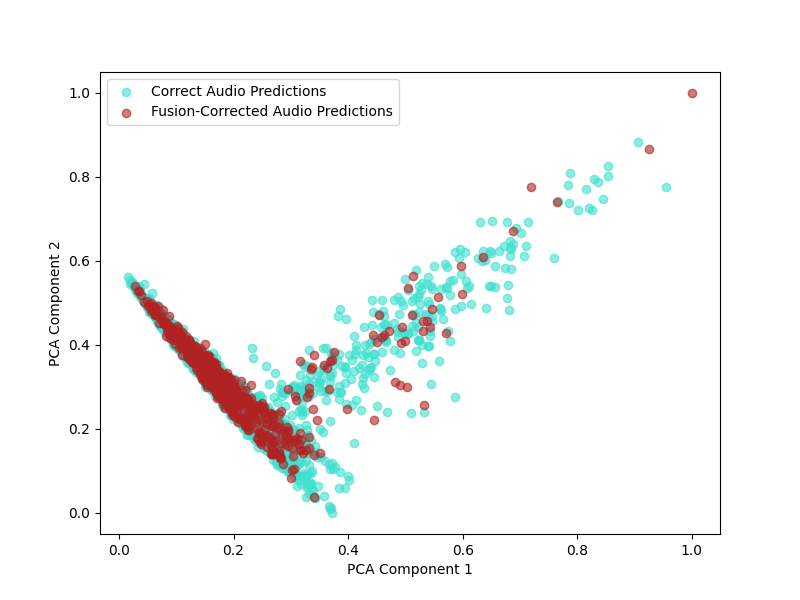 Correct Audio Predictions
Fusion-Corrected Audio Predictions
1.0
0.8
0.6
0.4
0.2
0.0
PCA Component 2
0.0 0.2 0.4 0.6 0.8 1.0
PCA Component 1